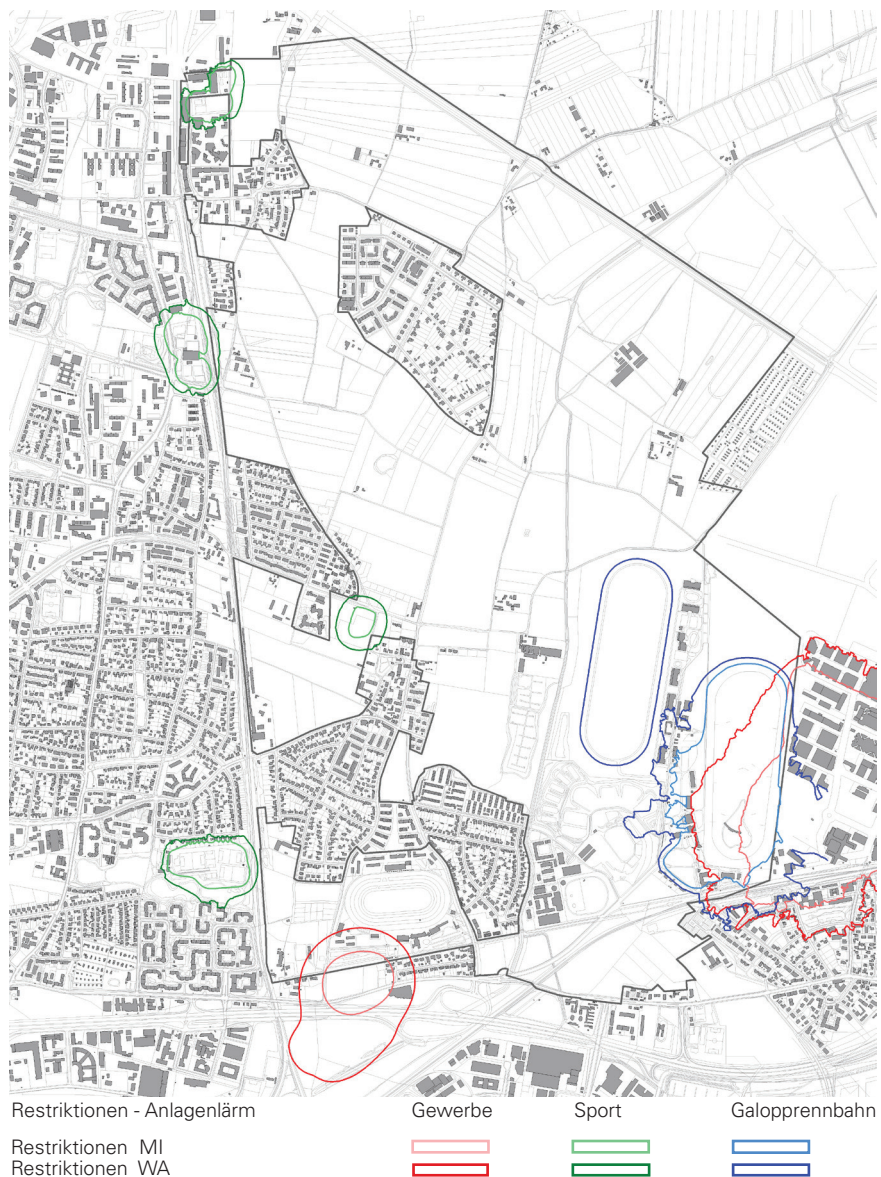 Restriktionen - Anlagenlärm Gewerbe Sport Galopprennbahn
Restriktionen MI
Restriktionen WA